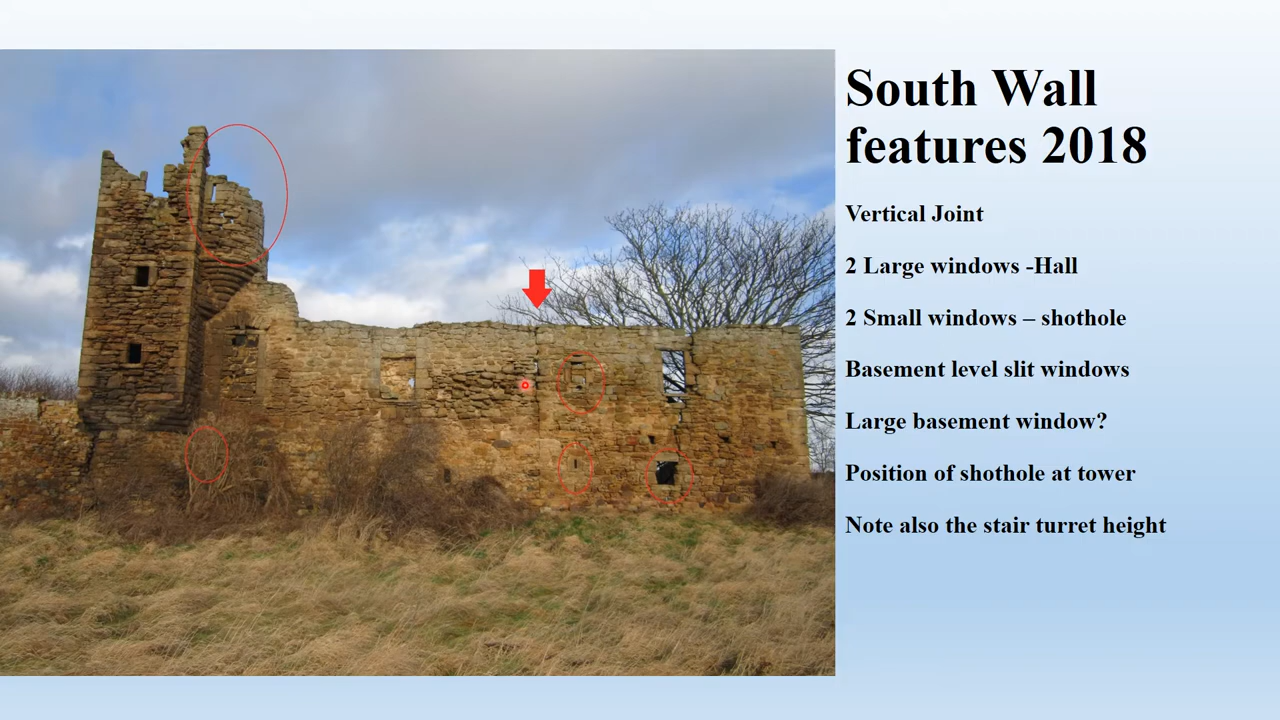 South Wall
features 2018
Vertical Joint
2 Large windows -Hall
2 Small windows – shothole
Basement level slit windows
Large basement window?
Position of shothole at tower
Note also the stair turret height